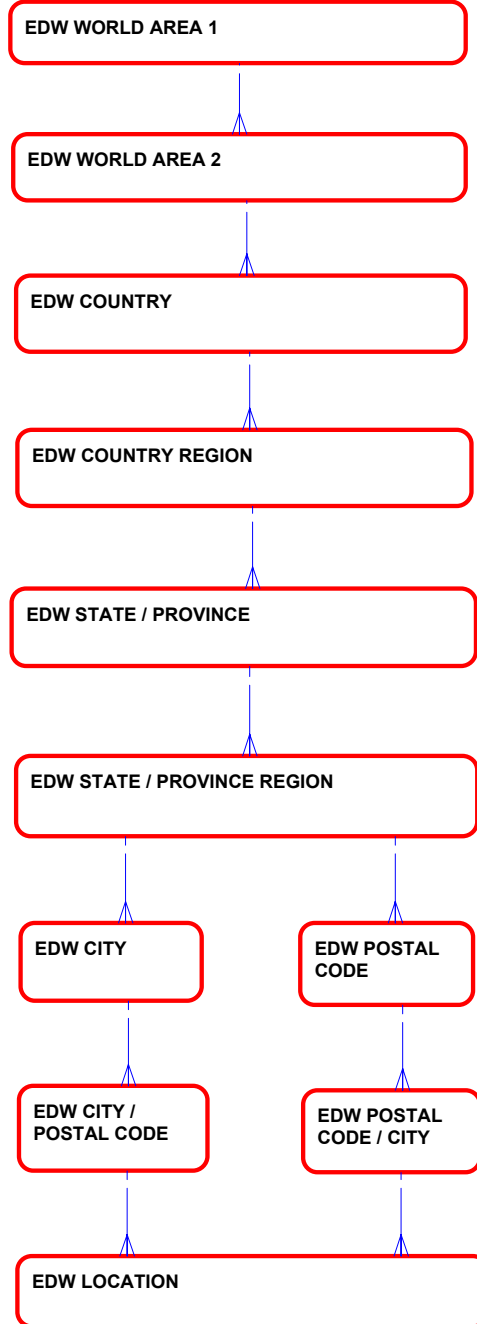 EDW WORLD AREA 1
EDW WORLD AREA 2
EDW COUNTRY
EDW COUNTRY REGION
EDW STATE / PROVINCE
EDW STATE / PROVINCE REGION
EDW CITY
EDW POSTAL
CODE
EDW CITY /
POSTAL CODE
EDW POSTAL
CODE / CITY
EDW LOCATION